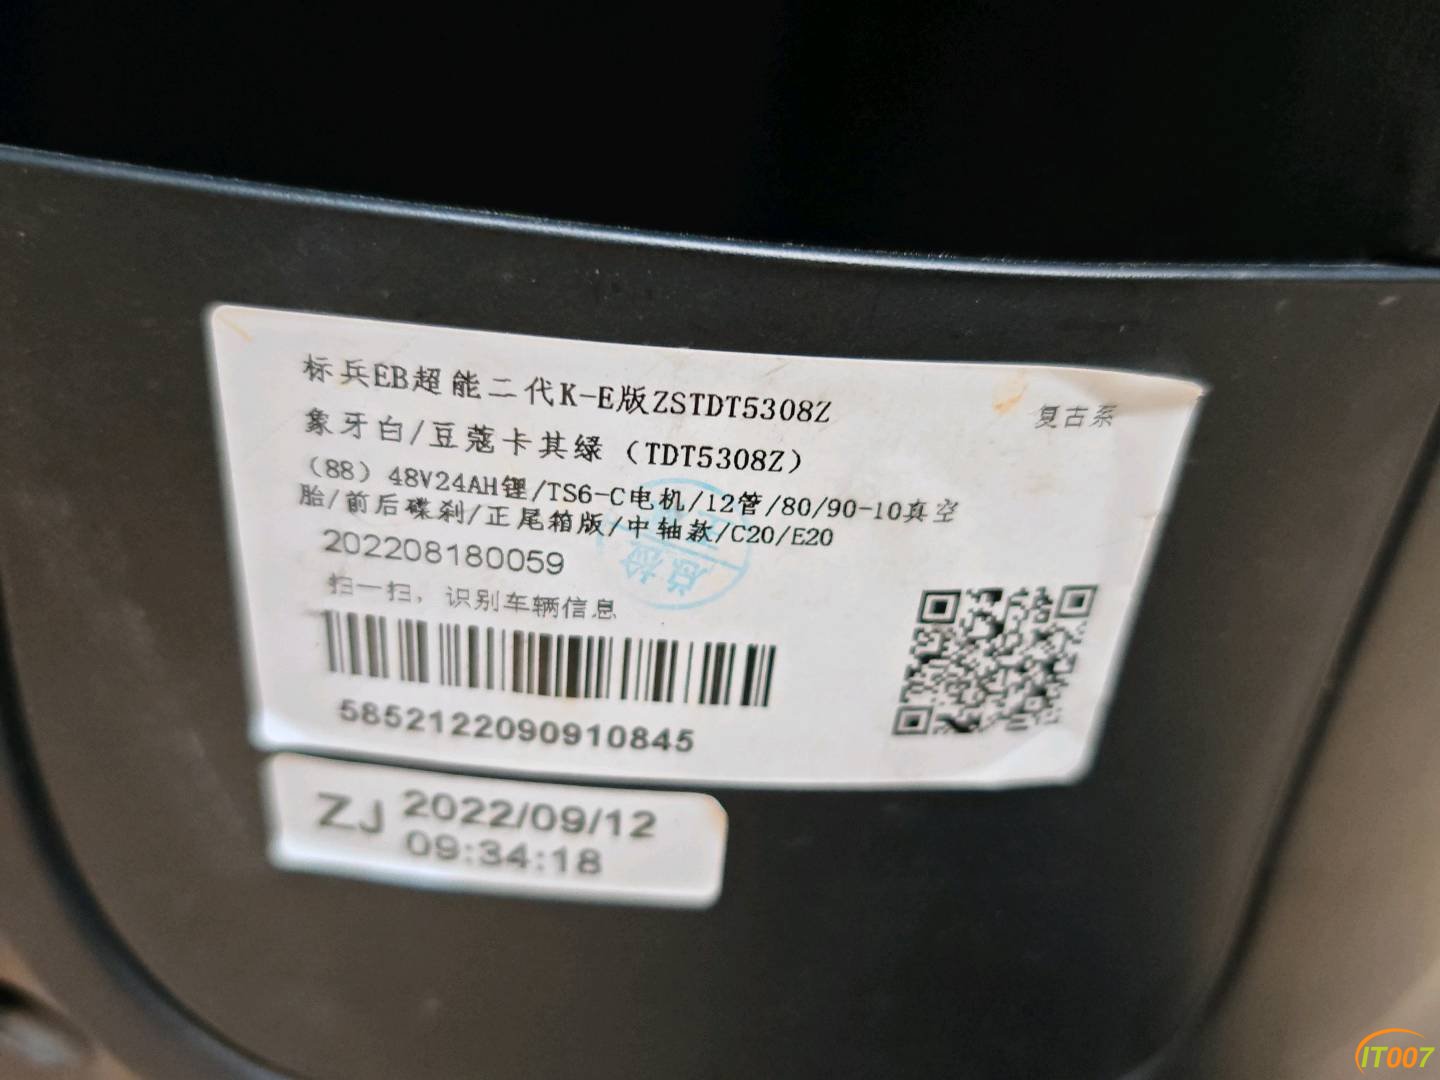 标兵EB超能二代K-E版ZSTDT5308Z
复古系
象牙白/豆蔻卡其绿（TDT5308Z）
（88）48V24AH锂/TS6-C电机/12管/80/90-10真空
胎/前后碟刹/正尾箱版/中轴款/C20/E20
202208180059
总检
扫一扫，识别车辆信息
5852122090910845
ZJ 2022/09/12
09:34:18
IT007